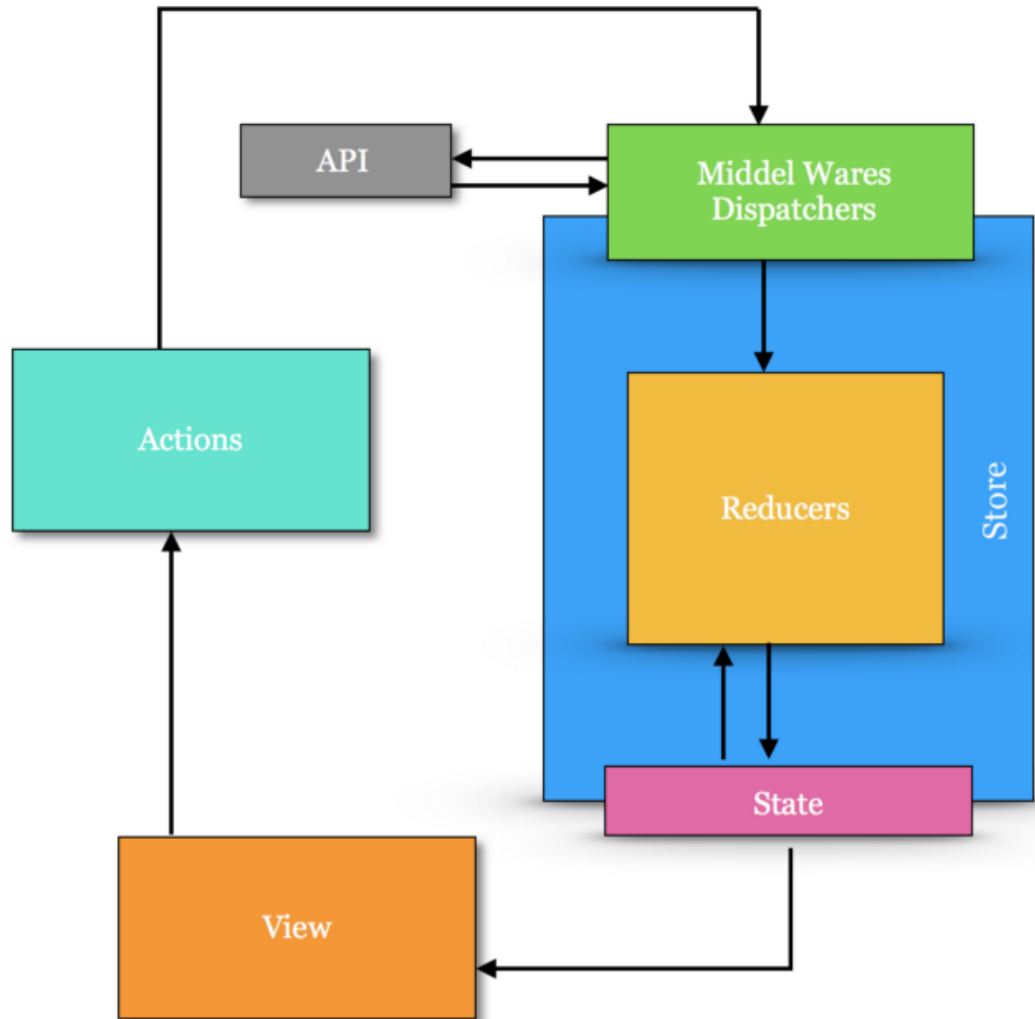 API
Middel Wares
Dispatchers
Actions
Reducers
Store
State
View